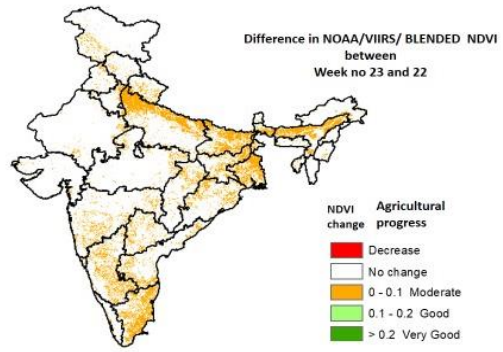 Difference in NOAA/VIIRS/ BLENDED NDVI
between
Week no 23 and 22
NDVI change
Agricultural progress
Decrease
No change
0 - 0.1 Moderate
0.1 - 0.2 Good
> 0.2 Very Good